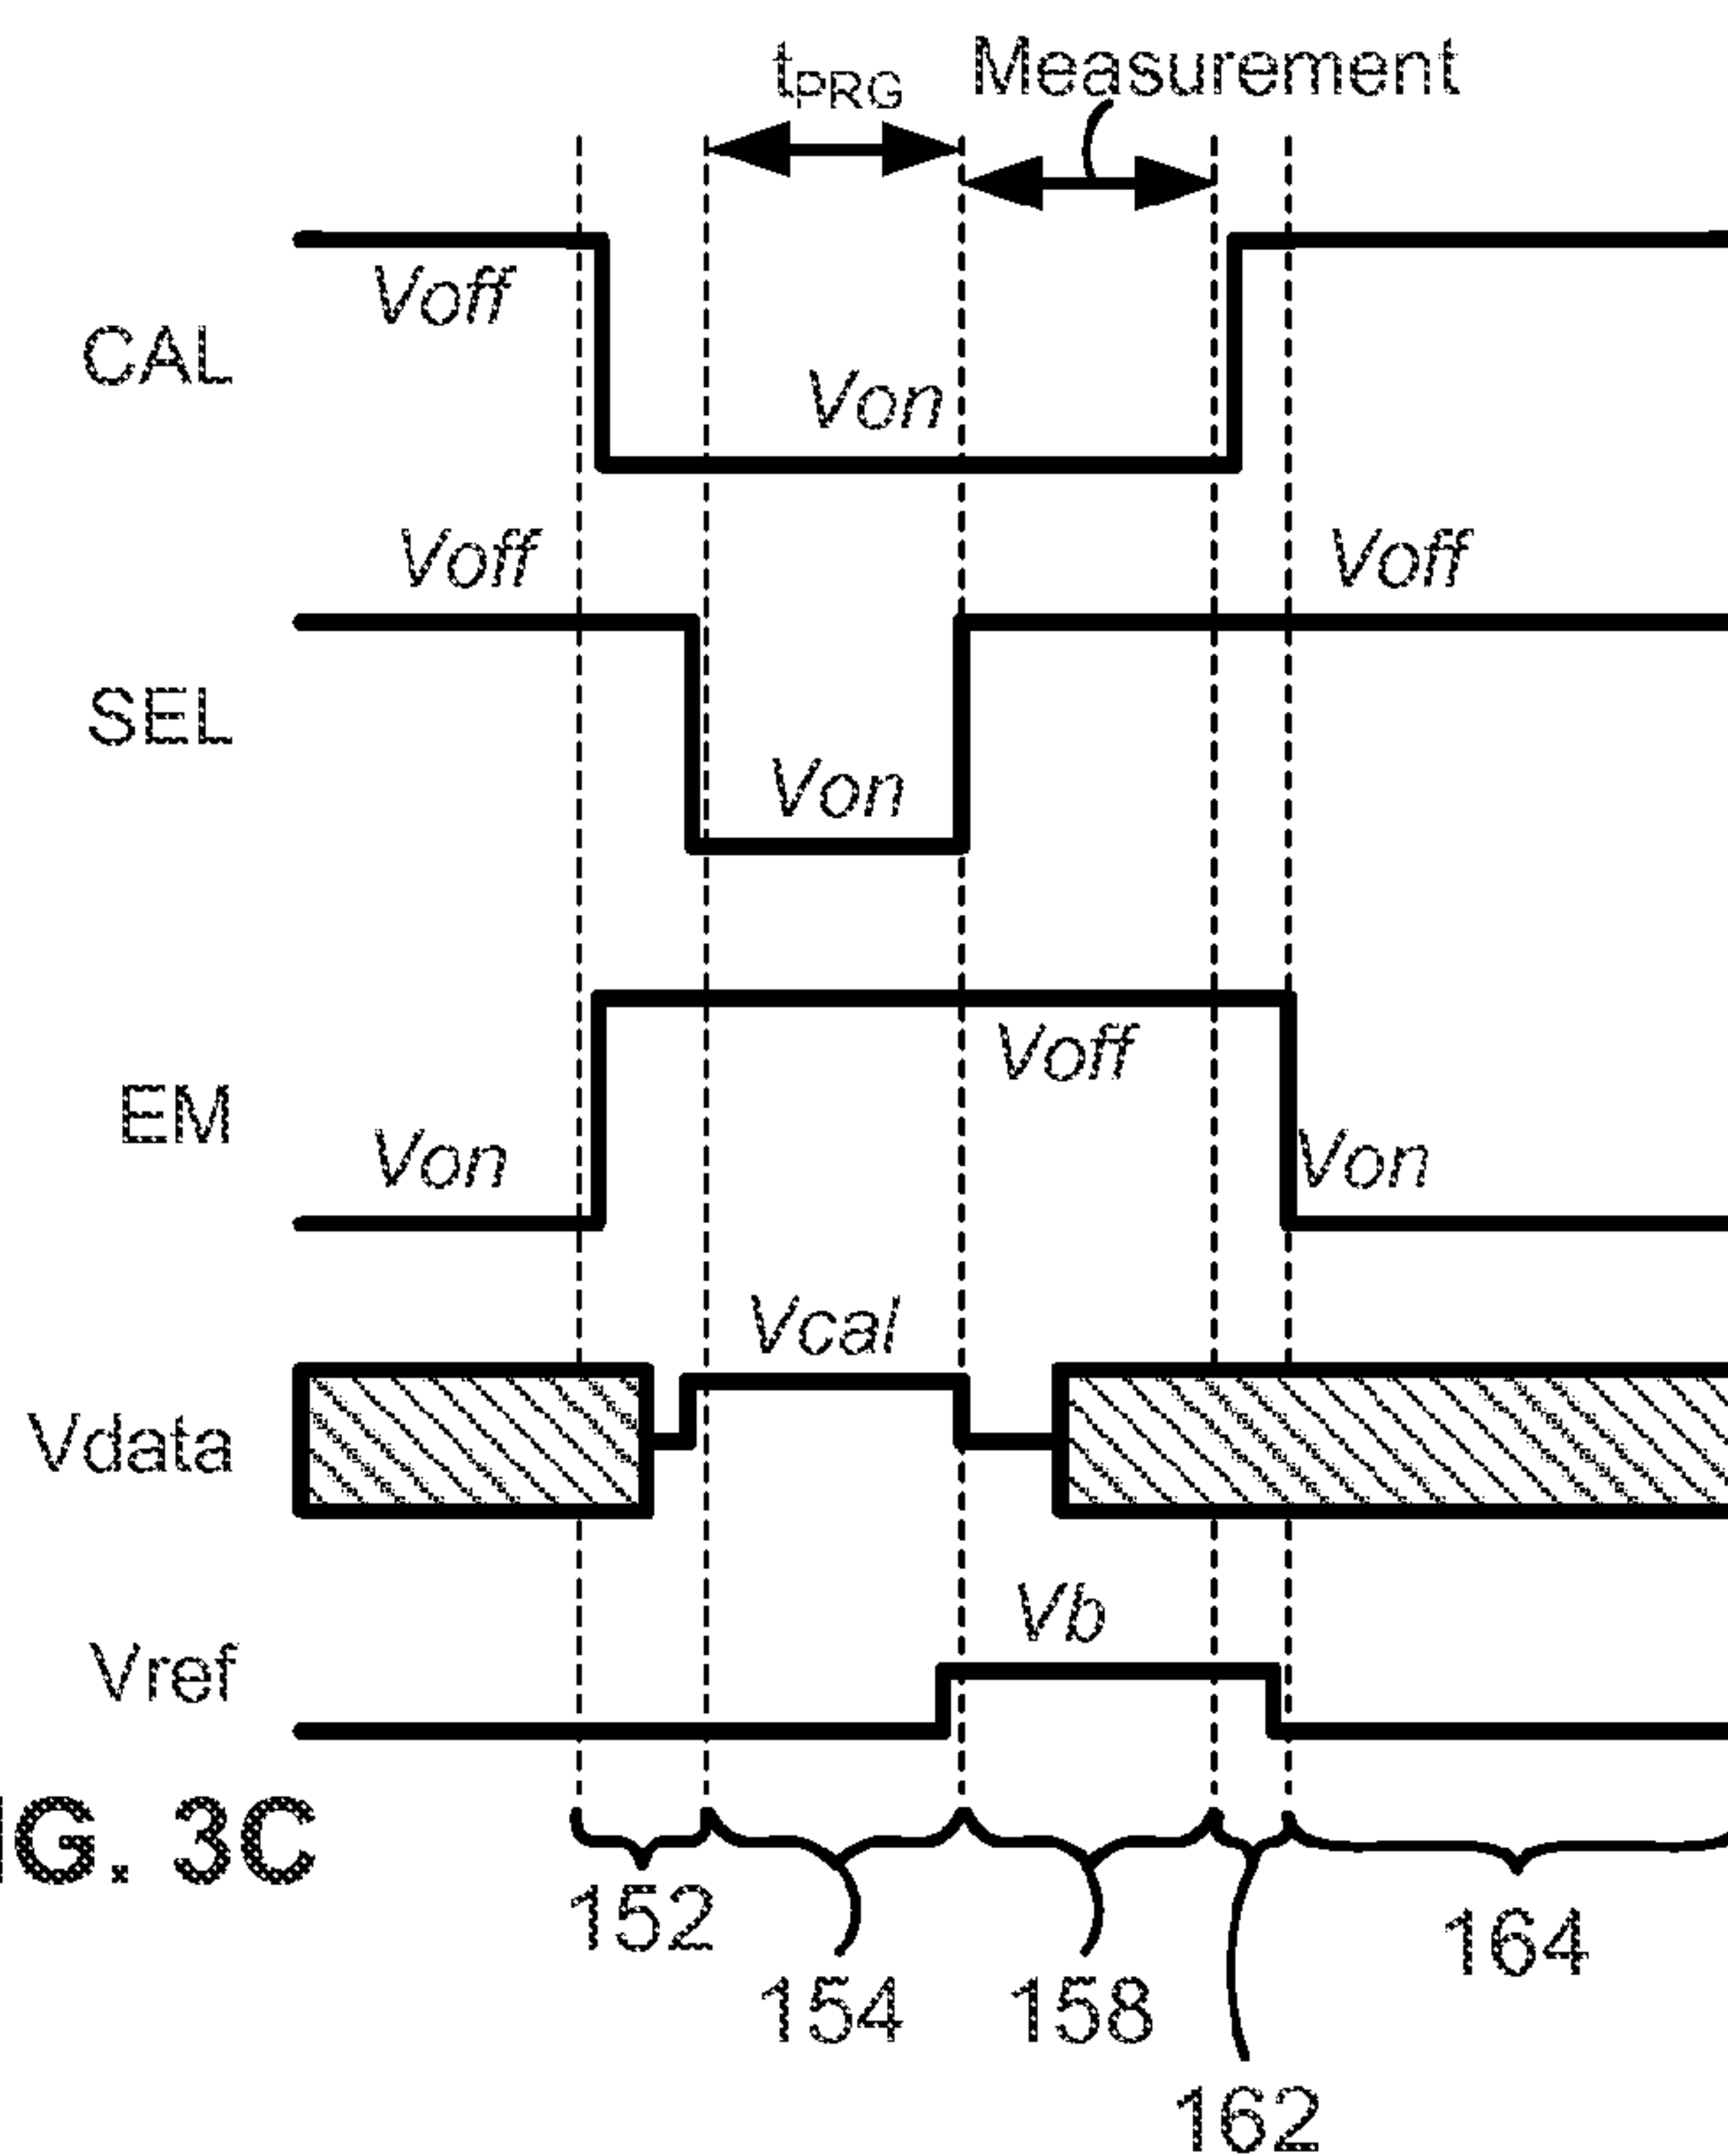 tPRG Measurement
Voff
CAL
Von
Voff Voff
SEL
Von
Voff
EM
Von Von
Vcal
Vdata
Vb
Vref
G. 3C
152
164
154 158
162